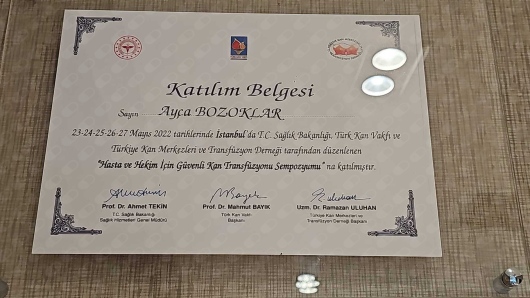 Katılım Belgesi
Sayın Ayça BOZOKLAR
23-24-25-26-27 Mayıs 2022 tarihlerinde İstanbul'da T.C. Sağlık Bakanlığı, Türk Kan Vakfı ve
Türkiye Kan Merkezleri ve Transfüzyon Derneği tarafından düzenlenen
"Hasta ve Hekim İçin Güvenli Kan Transfüzyonu Sempozyumu" na katılmıştır.
Prof. Dr. Ahmet TEKİN
T.C. Sağlık Bakanlığı
Sağlık Hizmetleri Genel Müdürü
Prof. Dr. Mahmut BAYIK
Türk Kan Vakfı
Başkanı
Uzm. Dr. Ramazan ULUHAN
Türkiye Kan Merkezleri ve
Transfüzyon Derneği Başkanı